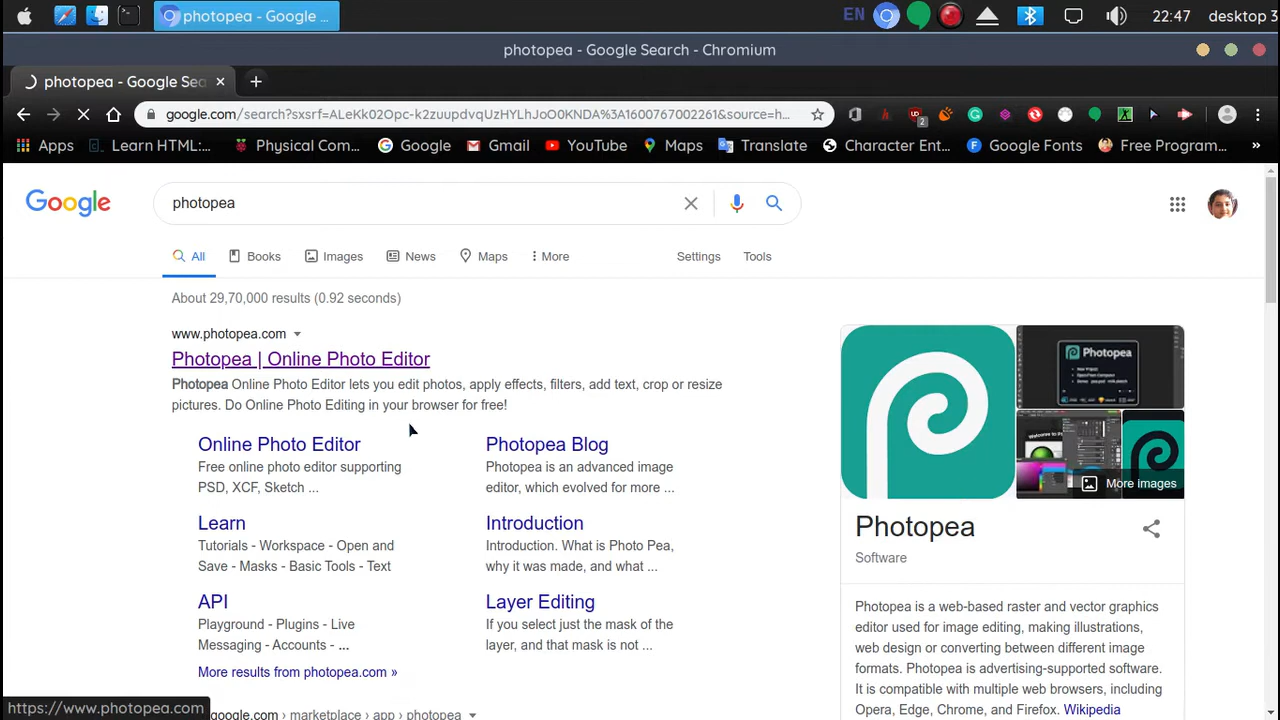 photopea - Google ...
EN
22:47
desktop 3
photopea - Google Search - Chromium
photopea - Google Sea
google.com/search?sxsrf=ALeKk02Opc-k2zuupdvqUzHYLhJoO0KNDA%3A1600767002261&source=h...
2
Apps
Learn HTML:...
Physical Com...
Google
Gmail
YouTube
Maps
Translate
Character Ent...
Google Fonts
Free Program...
»
Google
photopea
All
Books
Images
News
Maps
More
Settings
Tools
About 29,70,000 results (0.92 seconds)
www.photopea.com
Photopea | Online Photo Editor
Photopea Online Photo Editor lets you edit photos, apply effects, filters, add text, crop or resize
pictures. Do Online Photo Editing in your browser for free!
Online Photo Editor
Free online photo editor supporting
PSD, XCF, Sketch ...
Photopea Blog
Photopea is an advanced image
editor, which evolved for more ...
Learn
Tutorials - Workspace - Open and
Save - Masks - Basic Tools - Text
Introduction
Introduction. What is Photo Pea,
why it was made, and what ...
API
Playground - Plugins - Live
Messaging - Accounts - ...
Layer Editing
If you select just the mask of the
layer, and that mask is not ...
More results from photopea.com »
google.com › marketplace › app › photopea
https://www.photopea.com
Photopea
More images
Photopea
Software
Photopea is a web-based raster and vector graphics
editor used for image editing, making illustrations,
web design or converting between different image
formats. Photopea is advertising-supported software.
It is compatible with multiple web browsers, including
Opera, Edge, Chrome, and Firefox. Wikipedia